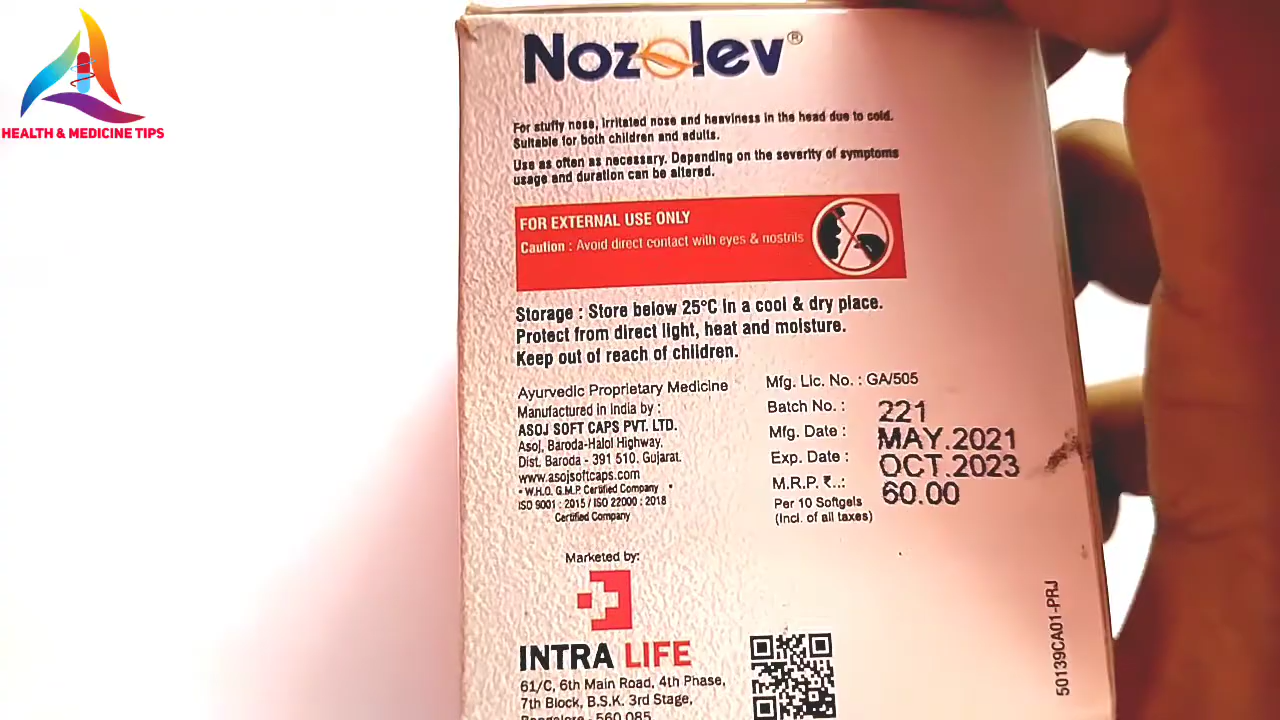 HEALTH & MEDICINE TIPS
Nozolev®
For stuffy nose, irritated nose and heaviness in the head due to cold.
Suitable for both children and adults.
Use as often as necessary. Depending on the severity of symptoms
usage and duration can be altered.
FOR EXTERNAL USE ONLY
Caution : Avoid direct contact with eyes & nostrils
Storage : Store below 25°C in a cool & dry place.
Protect from direct light, heat and moisture.
Keep out of reach of children.
Ayurvedic Proprietary Medicine
Manufactured in India by :
ASOJ SOFT CAPS PVT. LTD.
Asoj, Baroda-Halol Highway,
Dist. Baroda - 391 510. Gujarat.
www.asojsoftcaps.com
• W.H.O. G.M.P Certified Company •
ISO 9001 : 2015 / ISO 22000 : 2018
Certified Company
Mfg. Lic. No. : GA/505
Batch No. : 221
Mfg. Date : MAY.2021
Exp. Date : OCT.2023
M.R.P. ₹..: 60.00
Per 10 Softgels
(Incl. of all taxes)
Marketed by:
INTRA LIFE
61/C, 6th Main Road, 4th Phase,
7th Block, B.S.K. 3rd Stage,
Bangalore - 560 085
50139CA01-PRJ